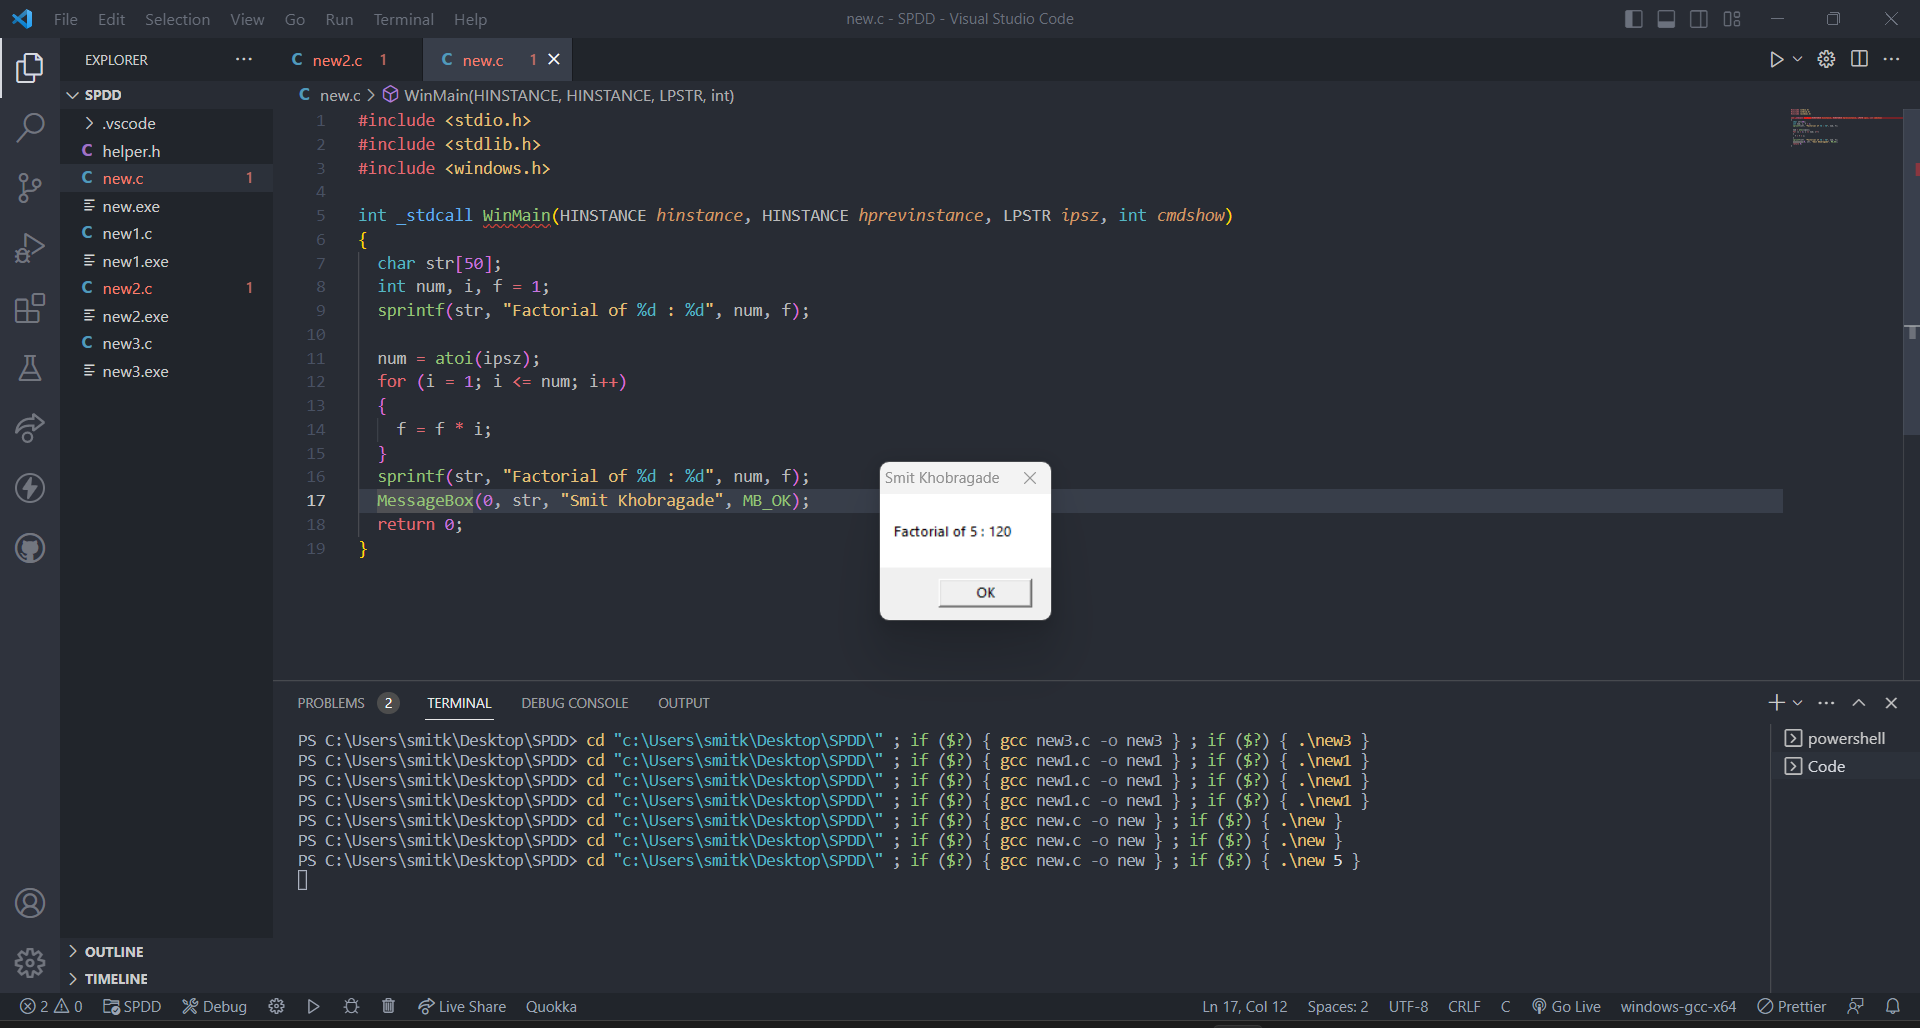 File Edit Selection View Go Run Terminal Help
new.c - SPDD - Visual Studio Code
EXPLORER
SPDD
.vscode
C helper.h
C new.c 1
new.exe
C new1.c
new1.exe
C new2.c 1
new2.exe
C new3.c
new3.exe
OUTLINE
TIMELINE
C new2.c 1
C new.c 1
C new.c > WinMain(HINSTANCE, HINSTANCE, LPSTR, int)
1 #include <stdio.h>
2 #include <stdlib.h>
3 #include <windows.h>
4
5 int _stdcall WinMain(HINSTANCE hinstance, HINSTANCE hprevinstance, LPSTR ipsz, int cmdshow)
6 {
7 char str[50];
8 int num, i, f = 1;
9 sprintf(str, "Factorial of %d : %d", num, f);
10
11 num = atoi(ipsz);
12 for (i = 1; i <= num; i++)
13 {
14 f = f * i;
15 }
16 sprintf(str, "Factorial of %d : %d", num, f);
17 MessageBox(0, str, "Smit Khobragade", MB_OK);
18 return 0;
19 }
Smit Khobragade
Factorial of 5 : 120
OK
PROBLEMS 2 TERMINAL DEBUG CONSOLE OUTPUT
PS C:\Users\smitk\Desktop\SPDD> cd "c:\Users\smitk\Desktop\SPDD\" ; if ($?) { gcc new3.c -o new3 } ; if ($?) { .\new3 }
PS C:\Users\smitk\Desktop\SPDD> cd "c:\Users\smitk\Desktop\SPDD\" ; if ($?) { gcc new1.c -o new1 } ; if ($?) { .\new1 }
PS C:\Users\smitk\Desktop\SPDD> cd "c:\Users\smitk\Desktop\SPDD\" ; if ($?) { gcc new1.c -o new1 } ; if ($?) { .\new1 }
PS C:\Users\smitk\Desktop\SPDD> cd "c:\Users\smitk\Desktop\SPDD\" ; if ($?) { gcc new1.c -o new1 } ; if ($?) { .\new1 }
PS C:\Users\smitk\Desktop\SPDD> cd "c:\Users\smitk\Desktop\SPDD\" ; if ($?) { gcc new.c -o new } ; if ($?) { .\new }
PS C:\Users\smitk\Desktop\SPDD> cd "c:\Users\smitk\Desktop\SPDD\" ; if ($?) { gcc new.c -o new } ; if ($?) { .\new }
PS C:\Users\smitk\Desktop\SPDD> cd "c:\Users\smitk\Desktop\SPDD\" ; if ($?) { gcc new.c -o new } ; if ($?) { .\new 5 }
powershell
Code
2 0 SPDD Debug Live Share Quokka
Ln 17, Col 12 Spaces: 2 UTF-8 CRLF C Go Live windows-gcc-x64 Prettier